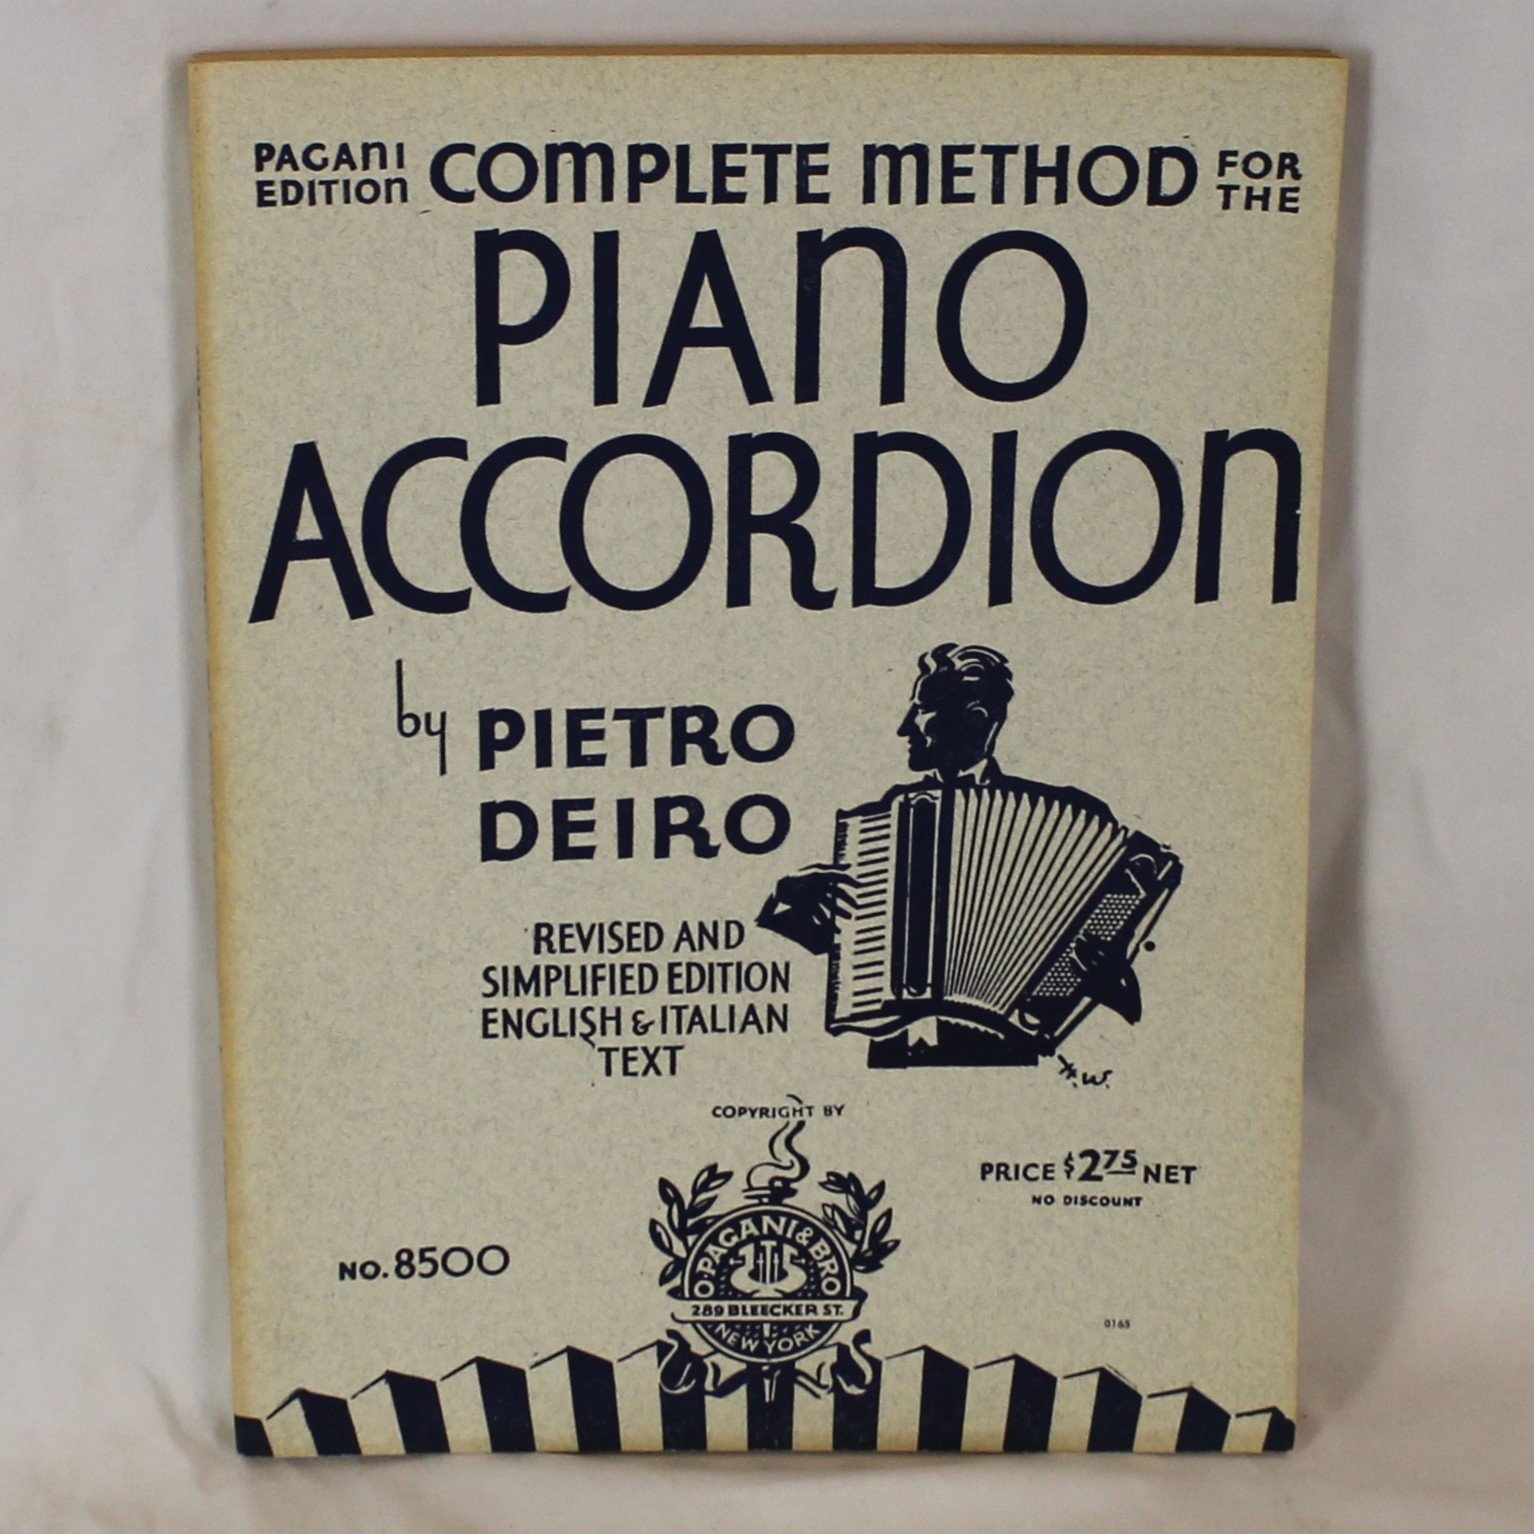 PAGANI EDITION COMPLETE METHOD FOR THE
PIANO
ACCORDION
by PIETRO
DEIRO
REVISED AND
SIMPLIFIED EDITION
ENGLISH & ITALIAN
TEXT
H.W.
COPYRIGHT BY
O. PAGANI & BRO
289 BLEECKER ST.
NEW YORK
PRICE $2.75 NET
NO DISCOUNT
NO. 8500
0165